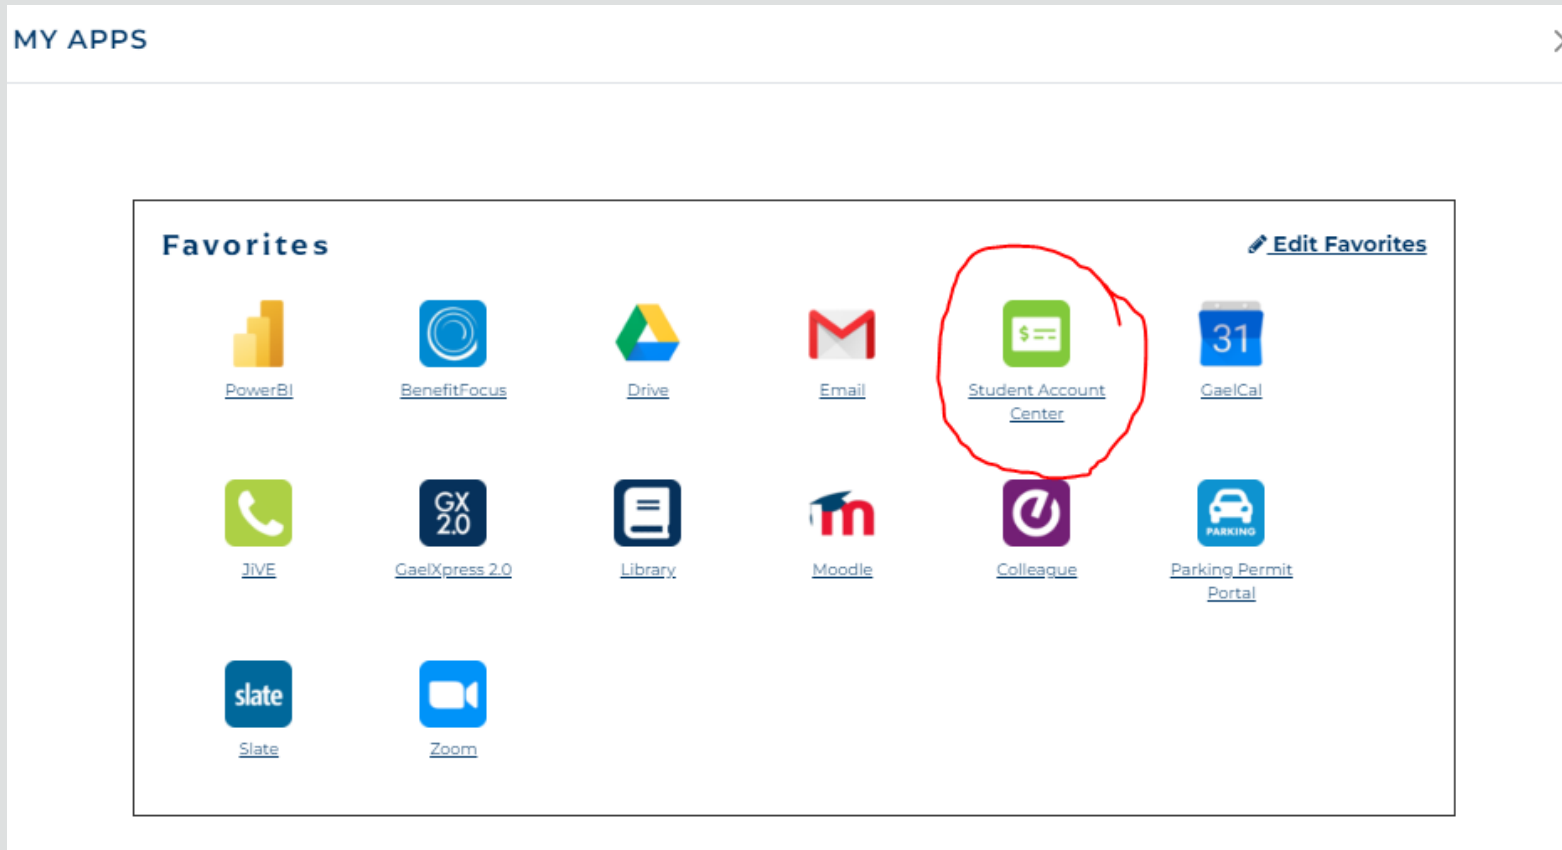 MY APPS
Favorites
Edit Favorites
31
$
PowerBI
BenefitFocus
Drive
Email
Student Account
Center
GaelCal
GX
2.0
PARKING
JiVE
GaelXpress 2.0
Library
Moodle
Colleague
Parking Permit
Portal
slate
Slate
Zoom